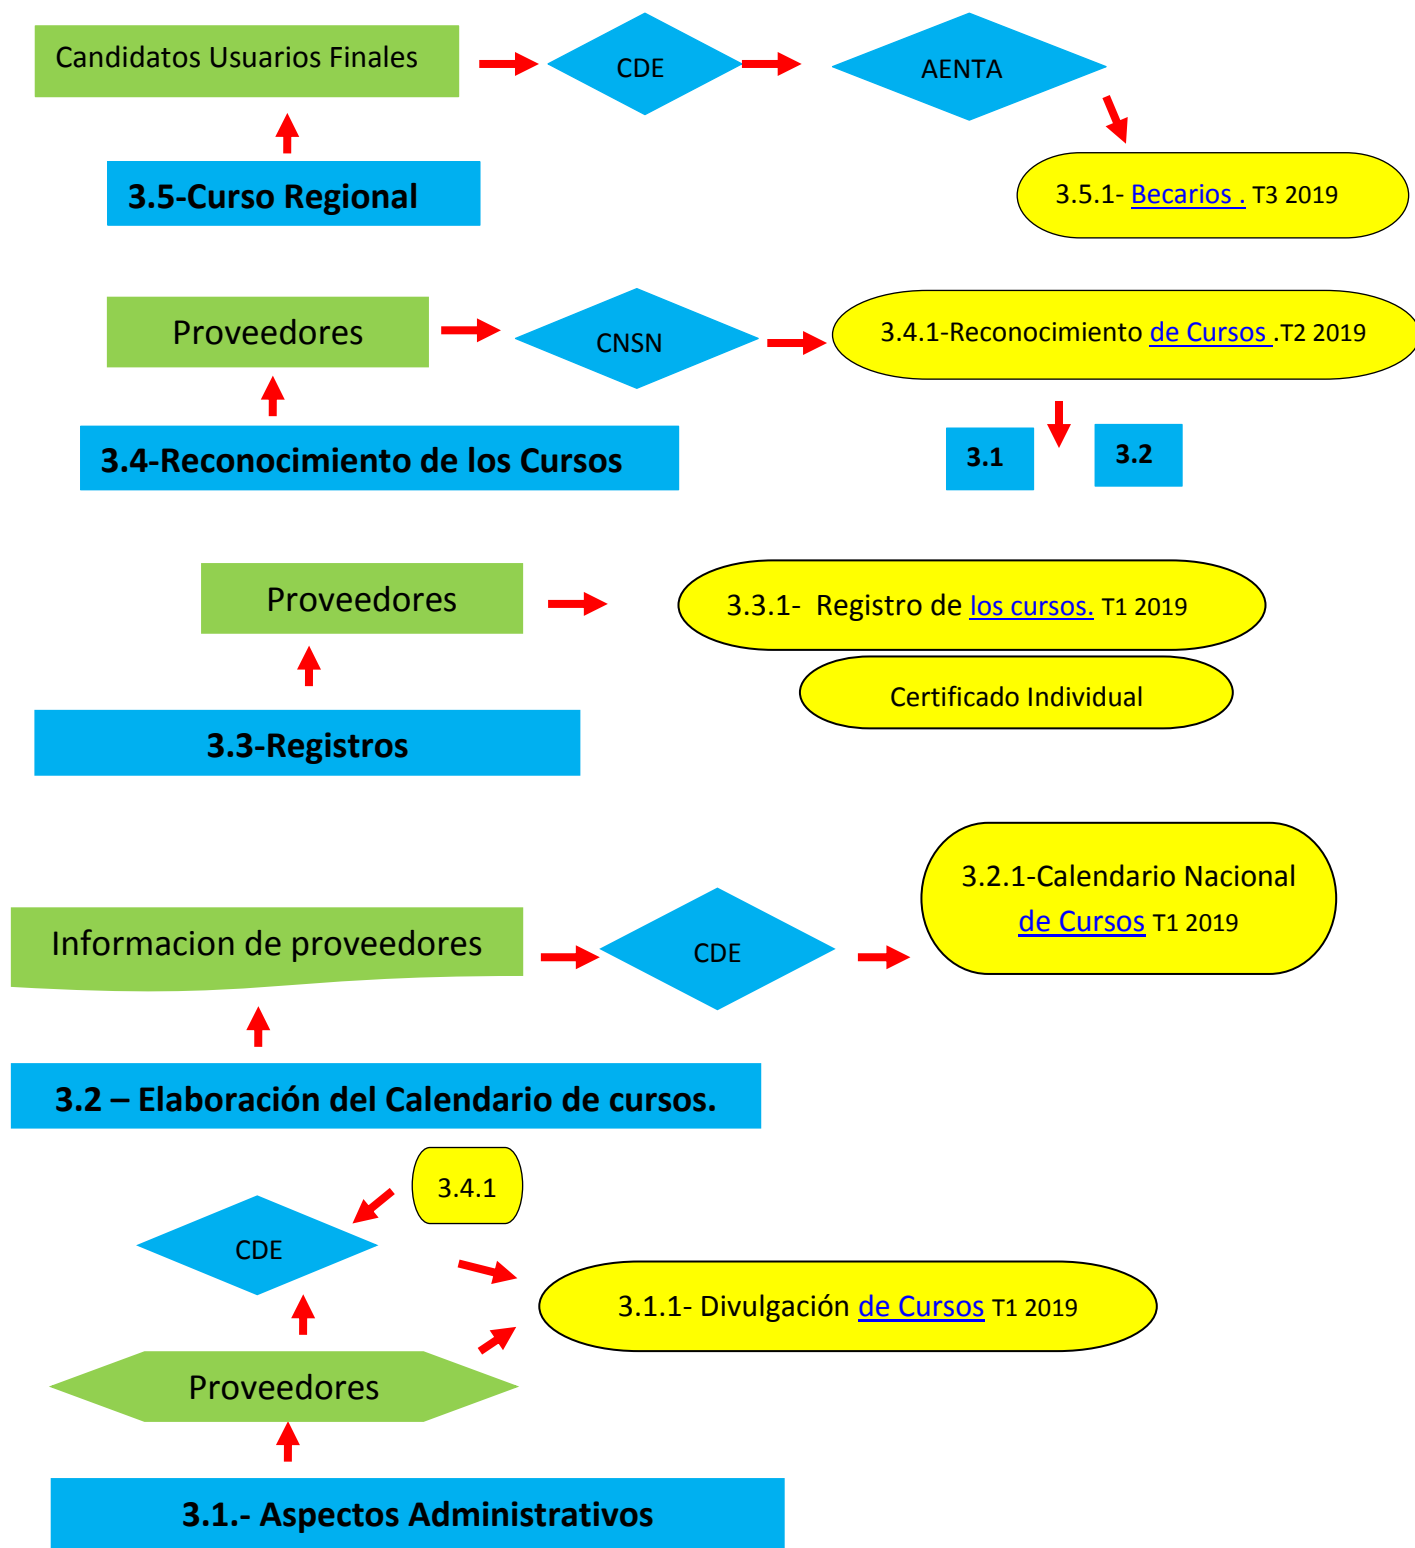 Candidatos Usuarios Finales
CDE
AENTA
3.5-Curso Regional
3.5.1- Becarios . T3 2019
Proveedores
CNSN
3.4.1-Reconocimiento de Cursos .T2 2019
3.4-Reconocimiento de los Cursos
3.1
3.2
Proveedores
3.3.1-  Registro de los cursos. T1 2019
Certificado Individual
3.3-Registros
3.2.1-Calendario Nacional
de Cursos T1 2019
Informacion de proveedores
CDE
3.2 – Elaboración del Calendario de cursos.
3.4.1
CDE
3.1.1- Divulgación de Cursos T1 2019
Proveedores
3.1.- Aspectos Administrativos